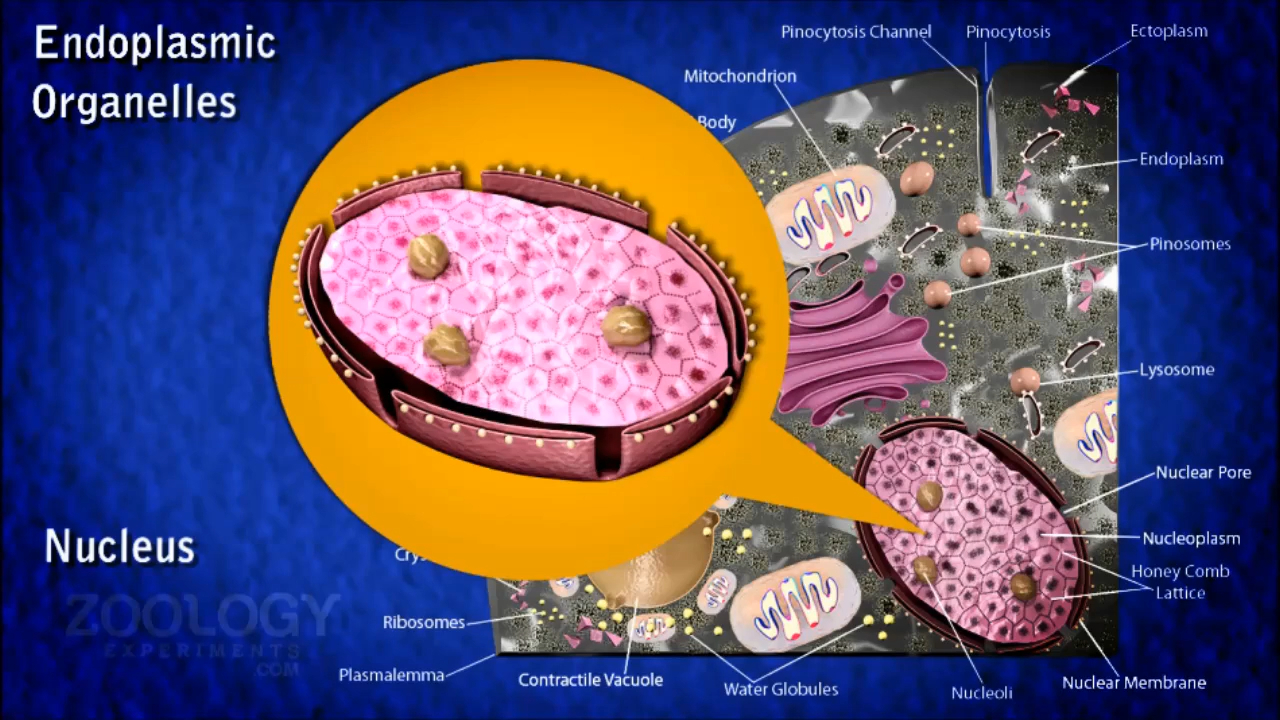 Endoplasmic
Organelles
Pinocytosis Channel
Pinocytosis
Ectoplasm
Mitochondrion
Body
Endoplasm
Pinosomes
Lysosome
Nuclear Pore
Nucleoplasm
Honey Comb
Lattice
Nucleus
ZOOLOGY
EXPERIMENTS
.COM
Ribosomes
Plasmalemma
Contractile Vacuole
Water Globules
Nucleoli
Nuclear Membrane